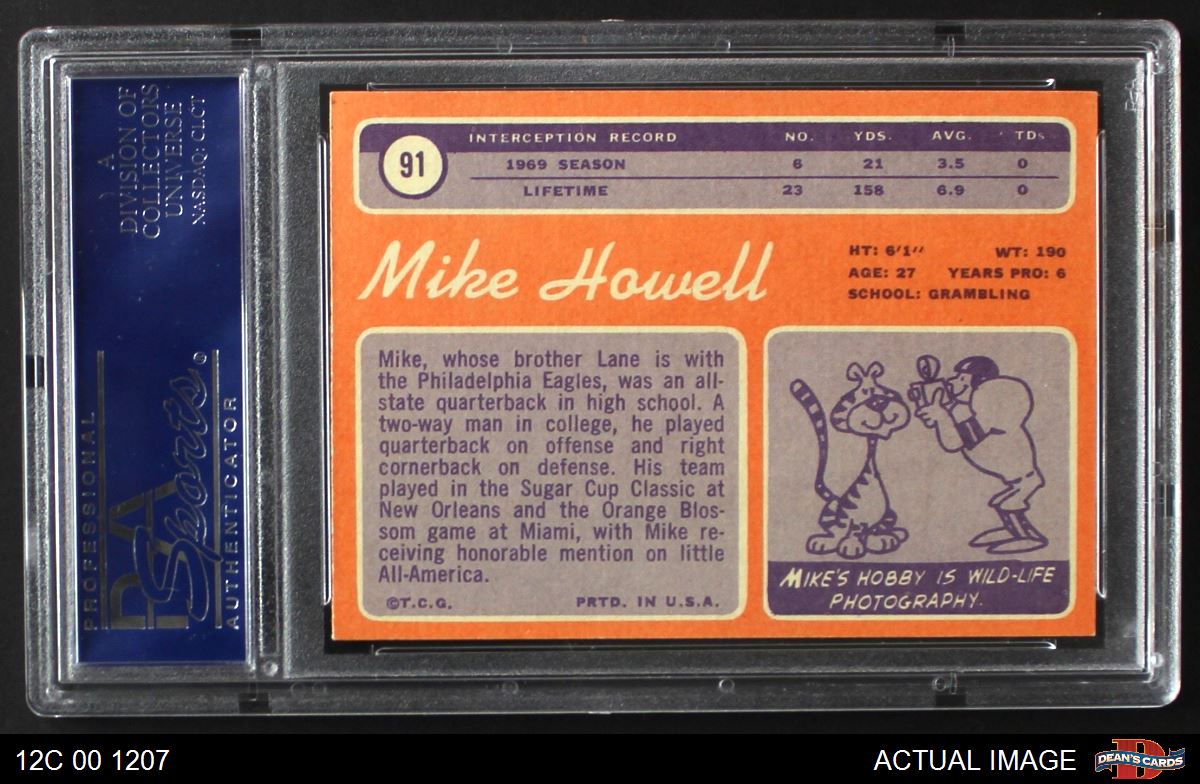 A
DIVISION OF
COLLECTORS
UNIVERSE
NASDAQ: CLCT
PROFESSIONAL
PSA
Sports
AUTHENTICATOR
91
INTERCEPTION RECORD NO. YDS. AVG. TDs
1969 SEASON 6 21 3.5 0
LIFETIME 23 158 6.9 0
Mike Howell
HT: 6'1" WT: 190
AGE: 27 YEARS PRO: 6
SCHOOL: GRAMBLING
Mike, whose brother Lane is with
the Philadelphia Eagles, was an all-
state quarterback in high school. A
two-way man in college, he played
quarterback on offense and right
cornerback on defense. His team
played in the Sugar Cup Classic at
New Orleans and the Orange Blos-
som game at Miami, with Mike re-
ceiving honorable mention on little
All-America.
©T.C.G. PRTD. IN U.S.A.
MIKE'S HOBBY IS WILD-LIFE
PHOTOGRAPHY.
12C 00 1207
ACTUAL IMAGE
D
DEAN'S CARDS